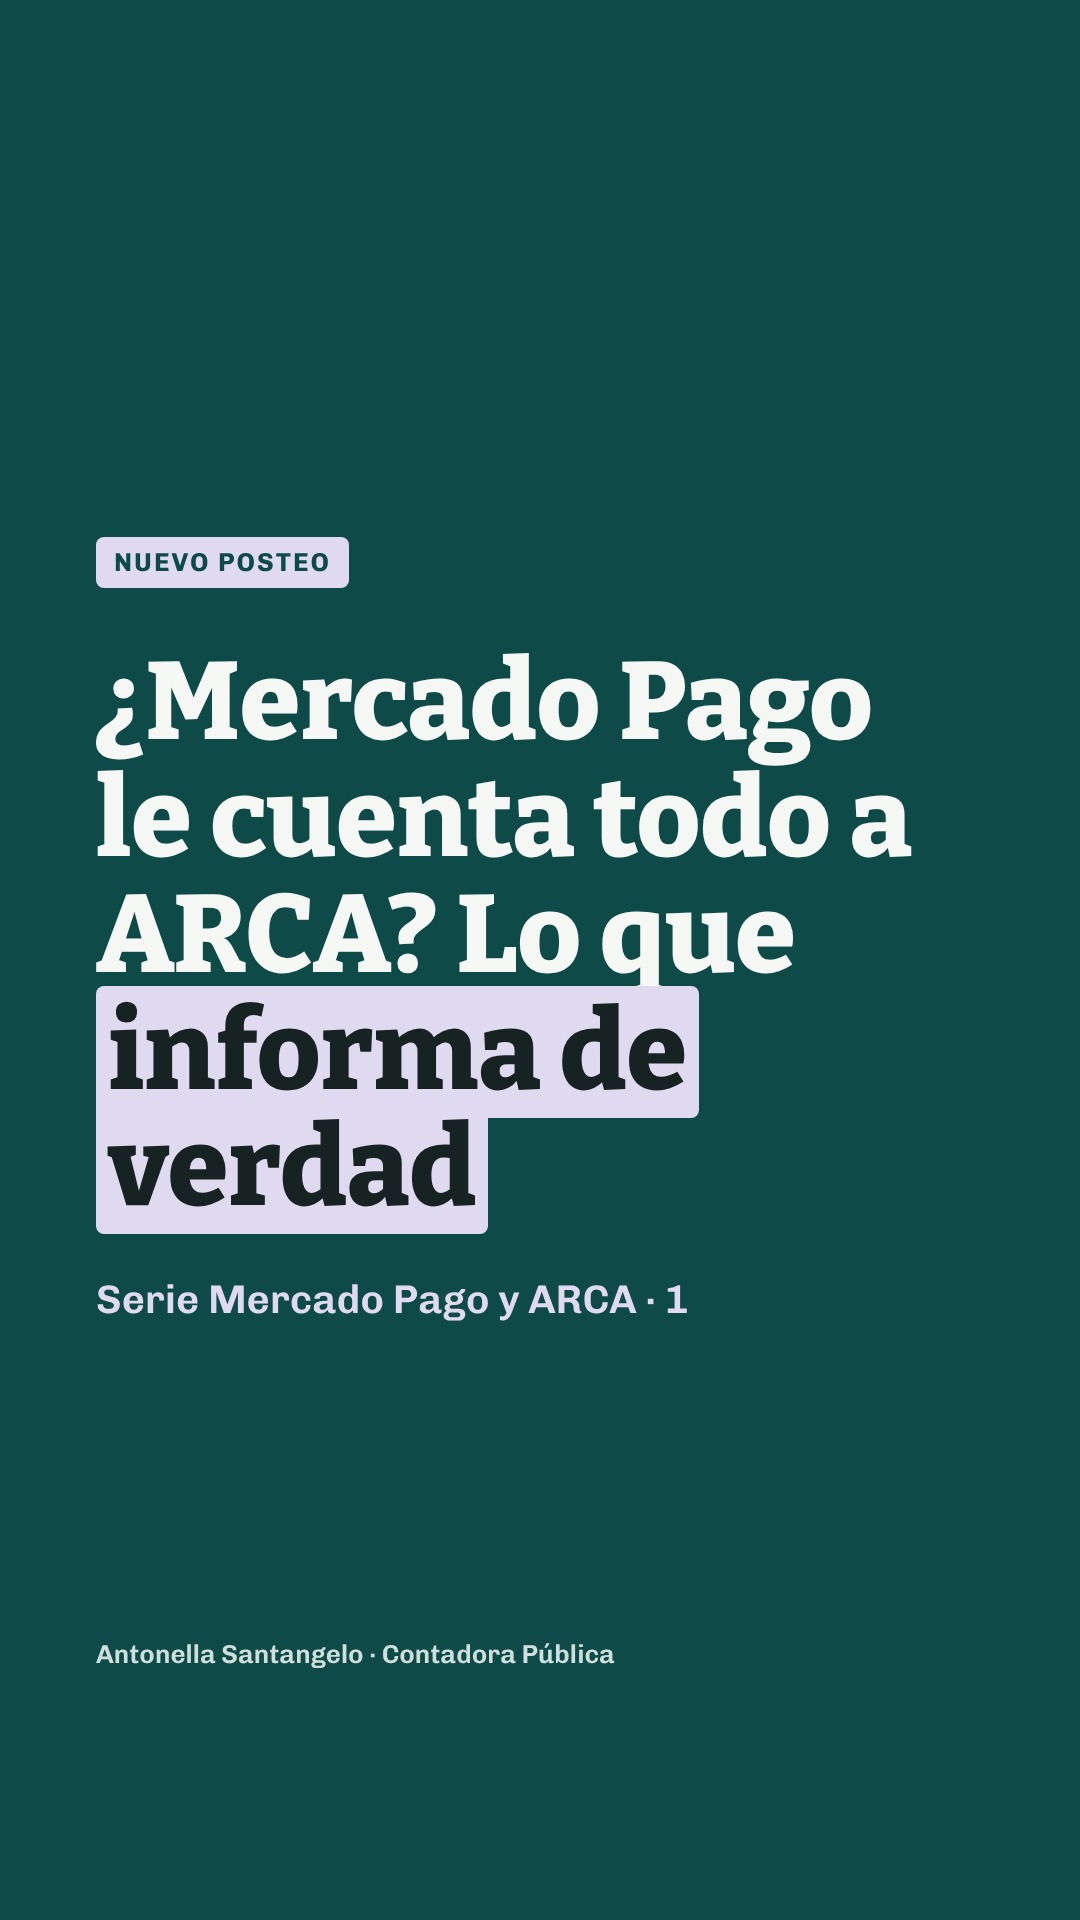 NUEVO POSTEO
¿Mercado Pago
le cuenta todo a
ARCA? Lo que
informa de
verdad
Serie Mercado Pago y ARCA · 1
Antonella Santangelo · Contadora Pública